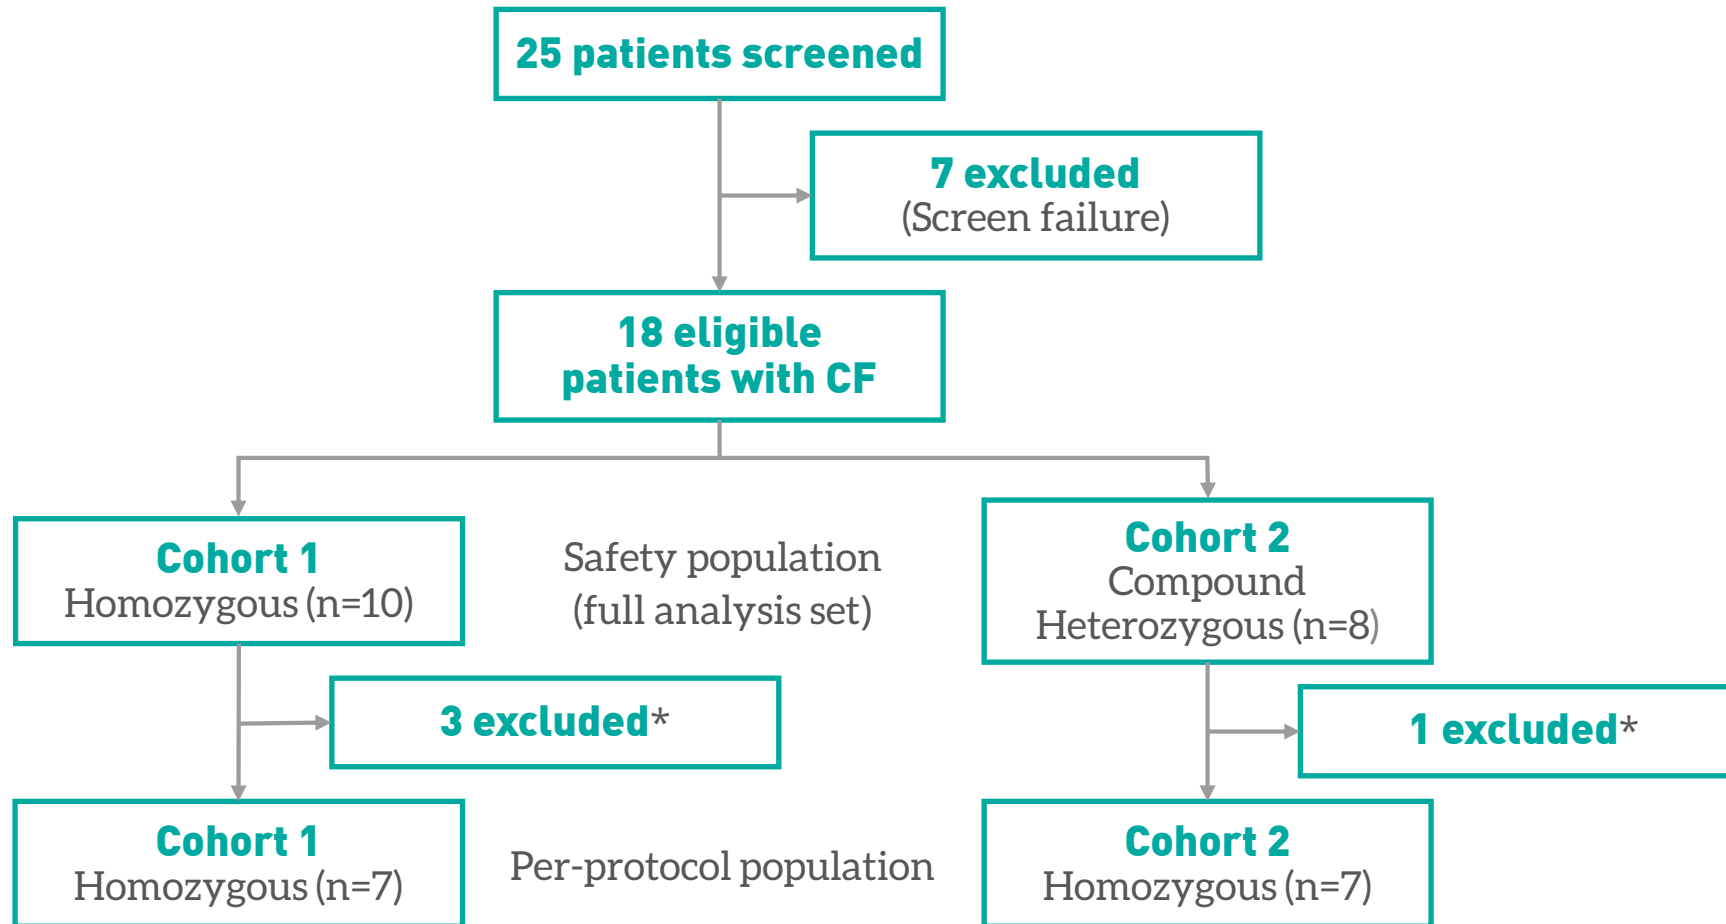 25 patients screened
7 excluded
(Screen failure)
18 eligible
patients with CF
Cohort 1
Homozygous (n=10)
Safety population
(full analysis set)
Cohort 2
Compound
Heterozygous (n=8)
3 excluded*
1 excluded*
Cohort 1
Homozygous (n=7)
Per-protocol population
Cohort 2
Homozygous (n=7)